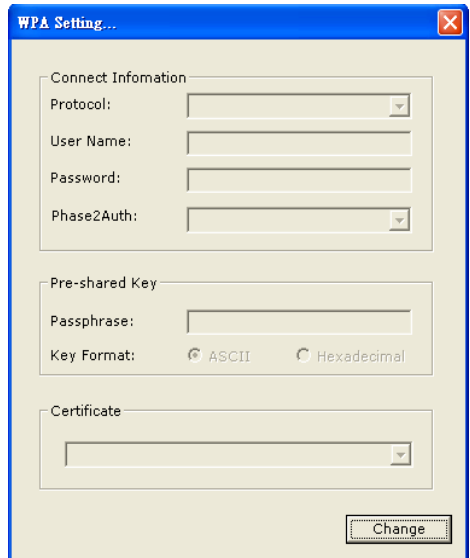 WPA Setting...
Connect Infomation
Protocol:
User Name:
Password:
Phase2Auth:
Pre-shared Key
Passphrase:
Key Format: ASCII Hexadecimal
Certificate
Change